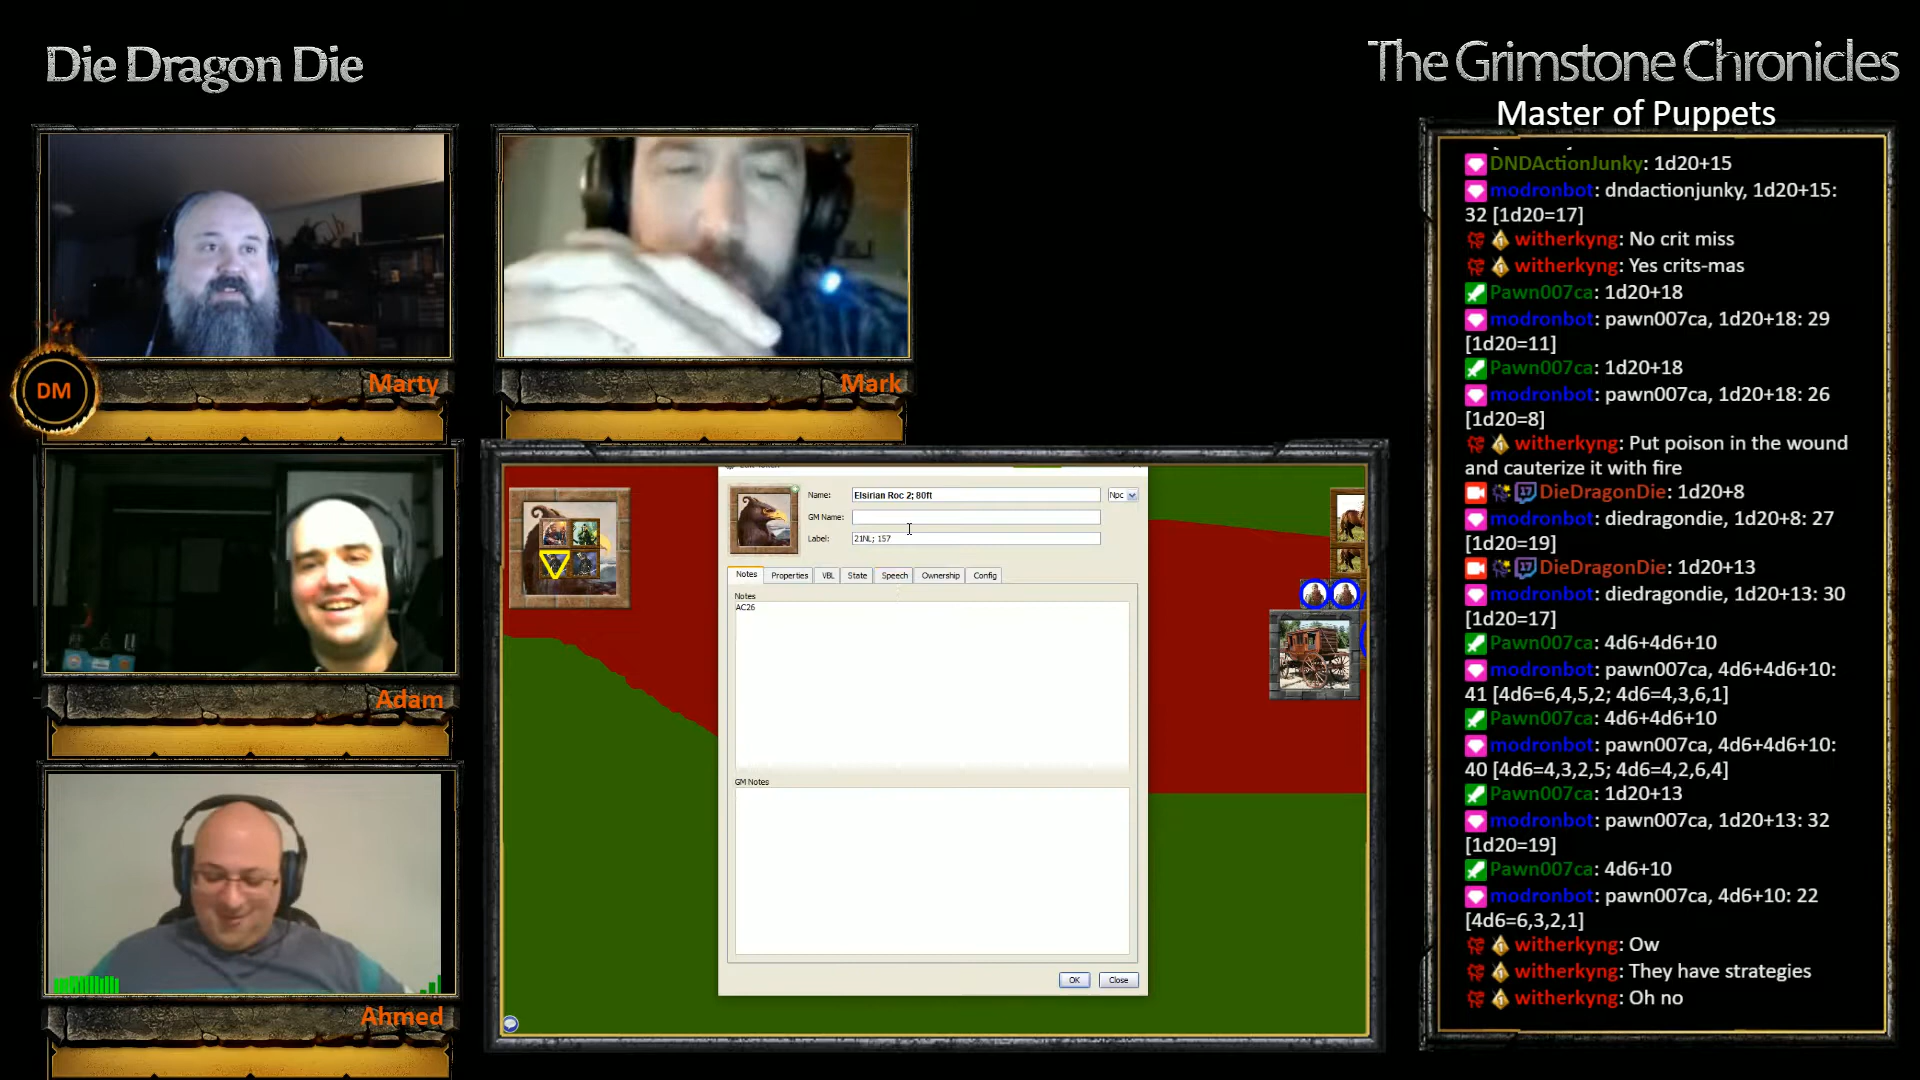 Die Dragon Die
The Grimstone Chronicles
Master of Puppets
DM
Marty
Mark
Adam
Ahmed
Name:
Elsirian Roc 2; 80ft
Npc
GM Name:
Label:
21NL; 157
Notes
Properties
VBL
State
Speech
Ownership
Config
Notes
AC26
GM Notes
OK
Close
DNDActionJunky: 1d20+15
modronbot: dndactionjunky, 1d20+15:
32 [1d20=17]
witherkyng: No crit miss
witherkyng: Yes crits-mas
Pawn007ca: 1d20+18
modronbot: pawn007ca, 1d20+18: 29
[1d20=11]
Pawn007ca: 1d20+18
modronbot: pawn007ca, 1d20+18: 26
[1d20=8]
witherkyng: Put poison in the wound
and cauterize it with fire
DieDragonDie: 1d20+8
modronbot: diedragondie, 1d20+8: 27
[1d20=19]
DieDragonDie: 1d20+13
modronbot: diedragondie, 1d20+13: 30
[1d20=17]
Pawn007ca: 4d6+4d6+10
modronbot: pawn007ca, 4d6+4d6+10:
41 [4d6=6,4,5,2; 4d6=4,3,6,1]
Pawn007ca: 4d6+4d6+10
modronbot: pawn007ca, 4d6+4d6+10:
40 [4d6=4,3,2,5; 4d6=4,2,6,4]
Pawn007ca: 1d20+13
modronbot: pawn007ca, 1d20+13: 32
[1d20=19]
Pawn007ca: 4d6+10
modronbot: pawn007ca, 4d6+10: 22
[4d6=6,3,2,1]
witherkyng: Ow
witherkyng: They have strategies
witherkyng: Oh no